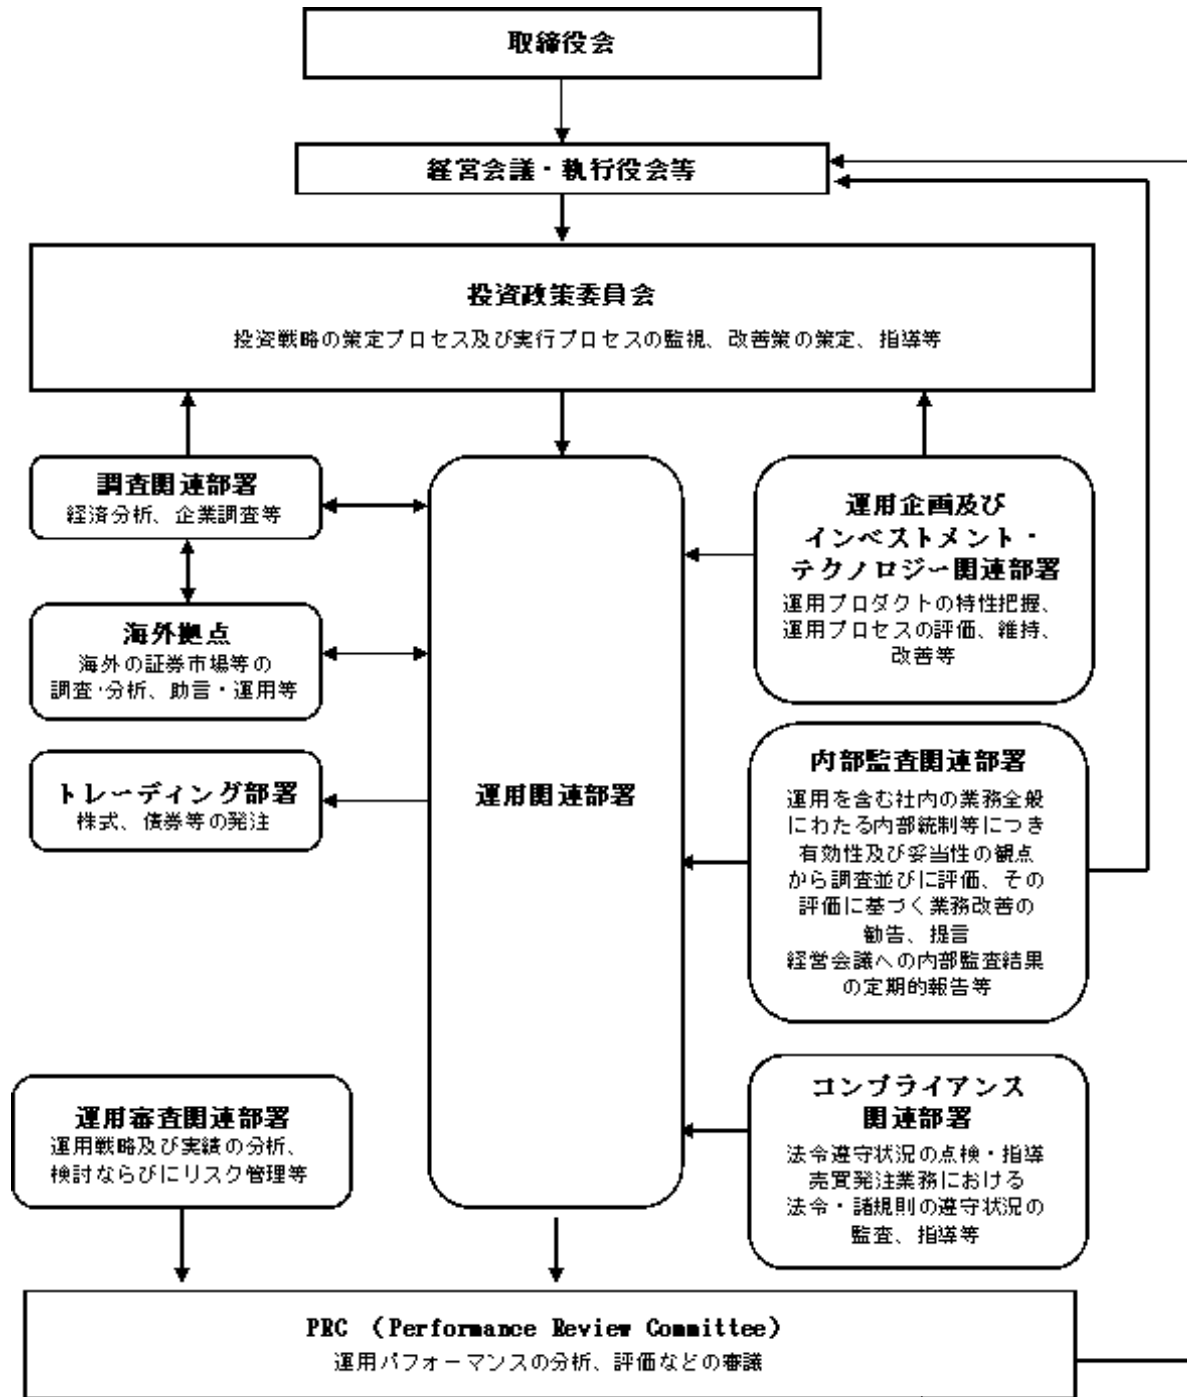 取締役会
経営会議・執行役会等
投資政策委員会
投資戦略の策定プロセス及び実行プロセスの監視、改善策の策定、指導等
調査関連部署
経済分析、企業調査等
海外拠点
海外の証券市場等の
調査・分析、助言・運用等
トレーディング部署
株式、債券等の発注
運用関連部署
運用企画及び
インベストメント・
テクノロジー関連部署
運用プロダクトの特性把握、
運用プロセスの評価、維持、
改善等
内部監査関連部署
運用を含む社内の業務全般
にわたる内部統制等につき
有効性及び妥当性の観点
から調査並びに評価、その
評価に基づく業務改善の
勧告、提言
経営会議への内部監査結果
の定期的報告等
運用審査関連部署
運用戦略及び実績の分析、
検討ならびにリスク管理等
コンプライアンス
関連部署
法令遵守状況の点検・指導
売買発注業務における
法令・諸規則の遵守状況の
監査、指導等
PRC （Performance Review Committee）
運用パフォーマンスの分析、評価などの審議